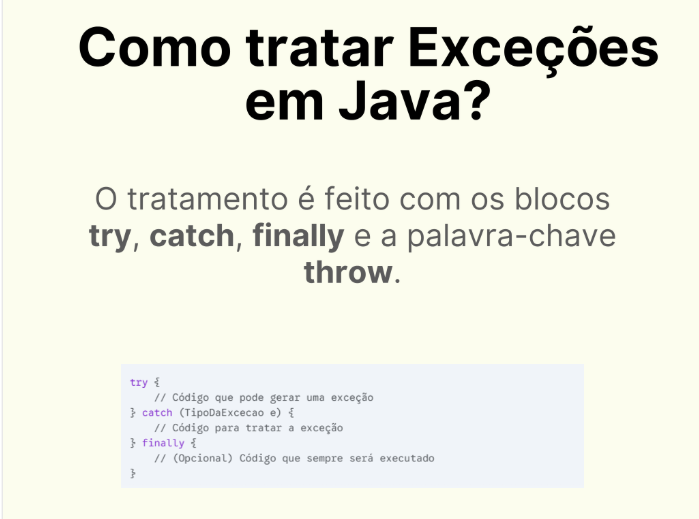 Como tratar Exceções
em Java?
O tratamento é feito com os blocos
try, catch, finally e a palavra-chave
throw.
try {
    // Código que pode gerar uma exceção
} catch (TipoDaExcecao e) {
    // Código para tratar a exceção
} finally {
    // (Opcional) Código que sempre será executado
}